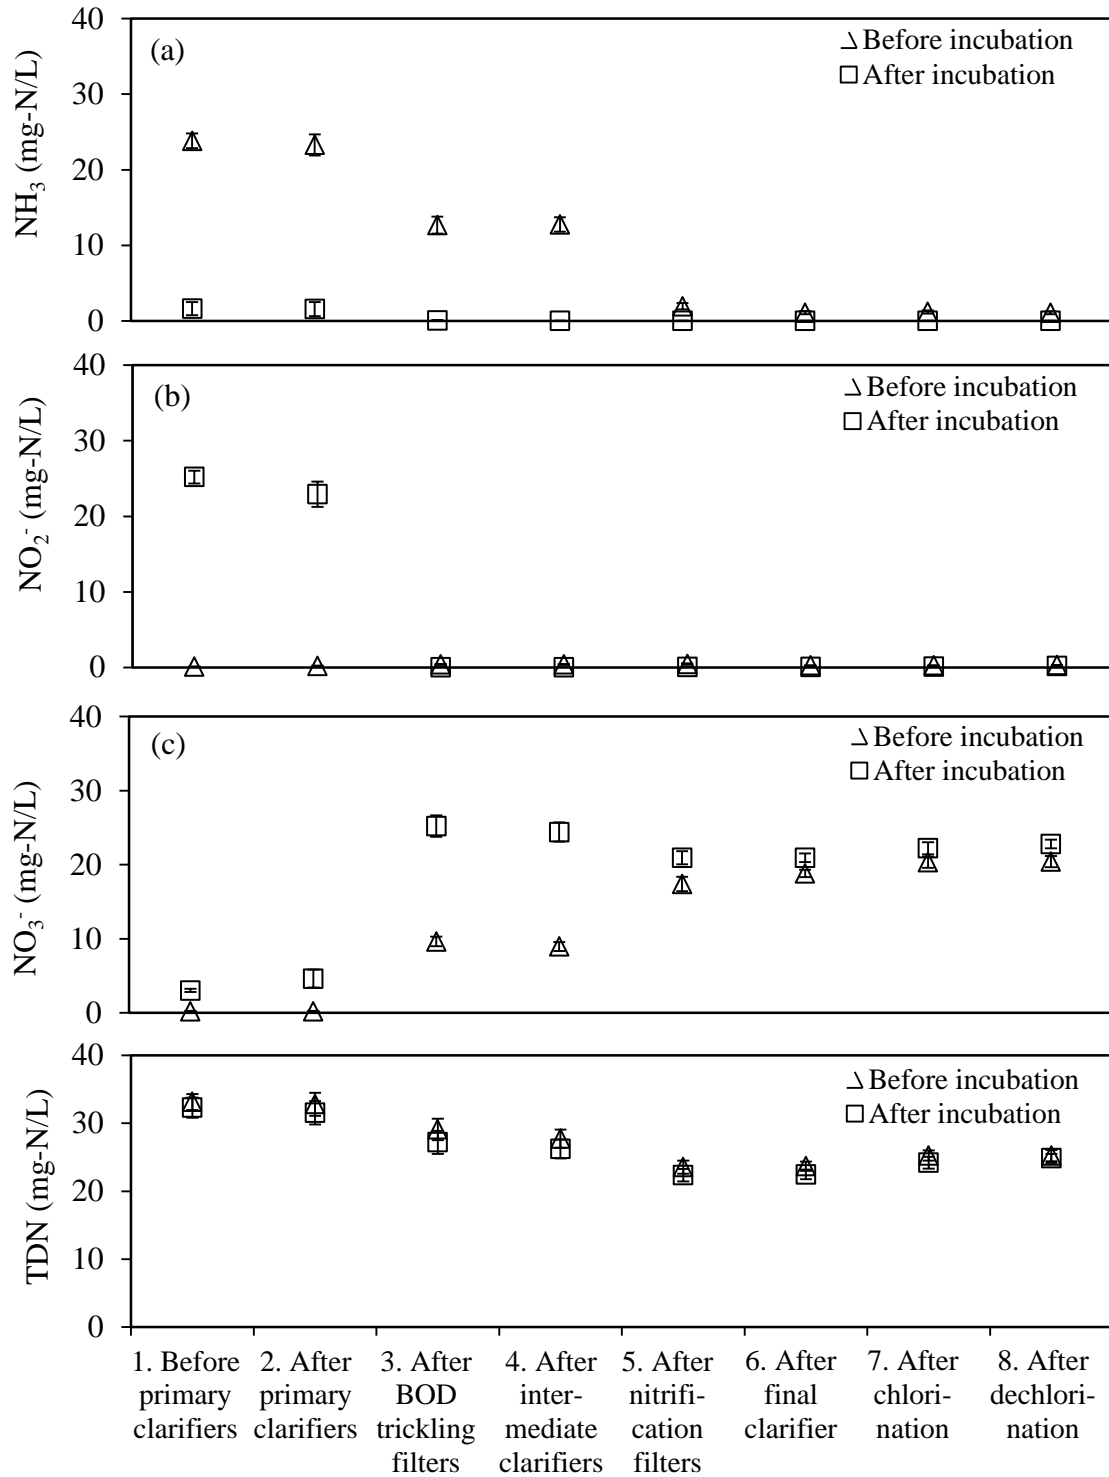 NH3 (mg-N/L)
40
30
20
10
0
(a)
Before incubation
After incubation
NO2- (mg-N/L)
40
30
20
10
0
(b)
Before incubation
After incubation
NO3- (mg-N/L)
40
30
20
10
0
(c)
Before incubation
After incubation
TDN (mg-N/L)
40
30
20
10
0
Before incubation
After incubation
1. Before
primary
clarifiers
2. After
primary
clarifiers
3. After
BOD
trickling
filters
4. After
inter-
mediate
clarifiers
5. After
nitrifi-
cation
filters
6. After
final
clarifier
7. After
chlori-
nation
8. After
dechlori-
nation